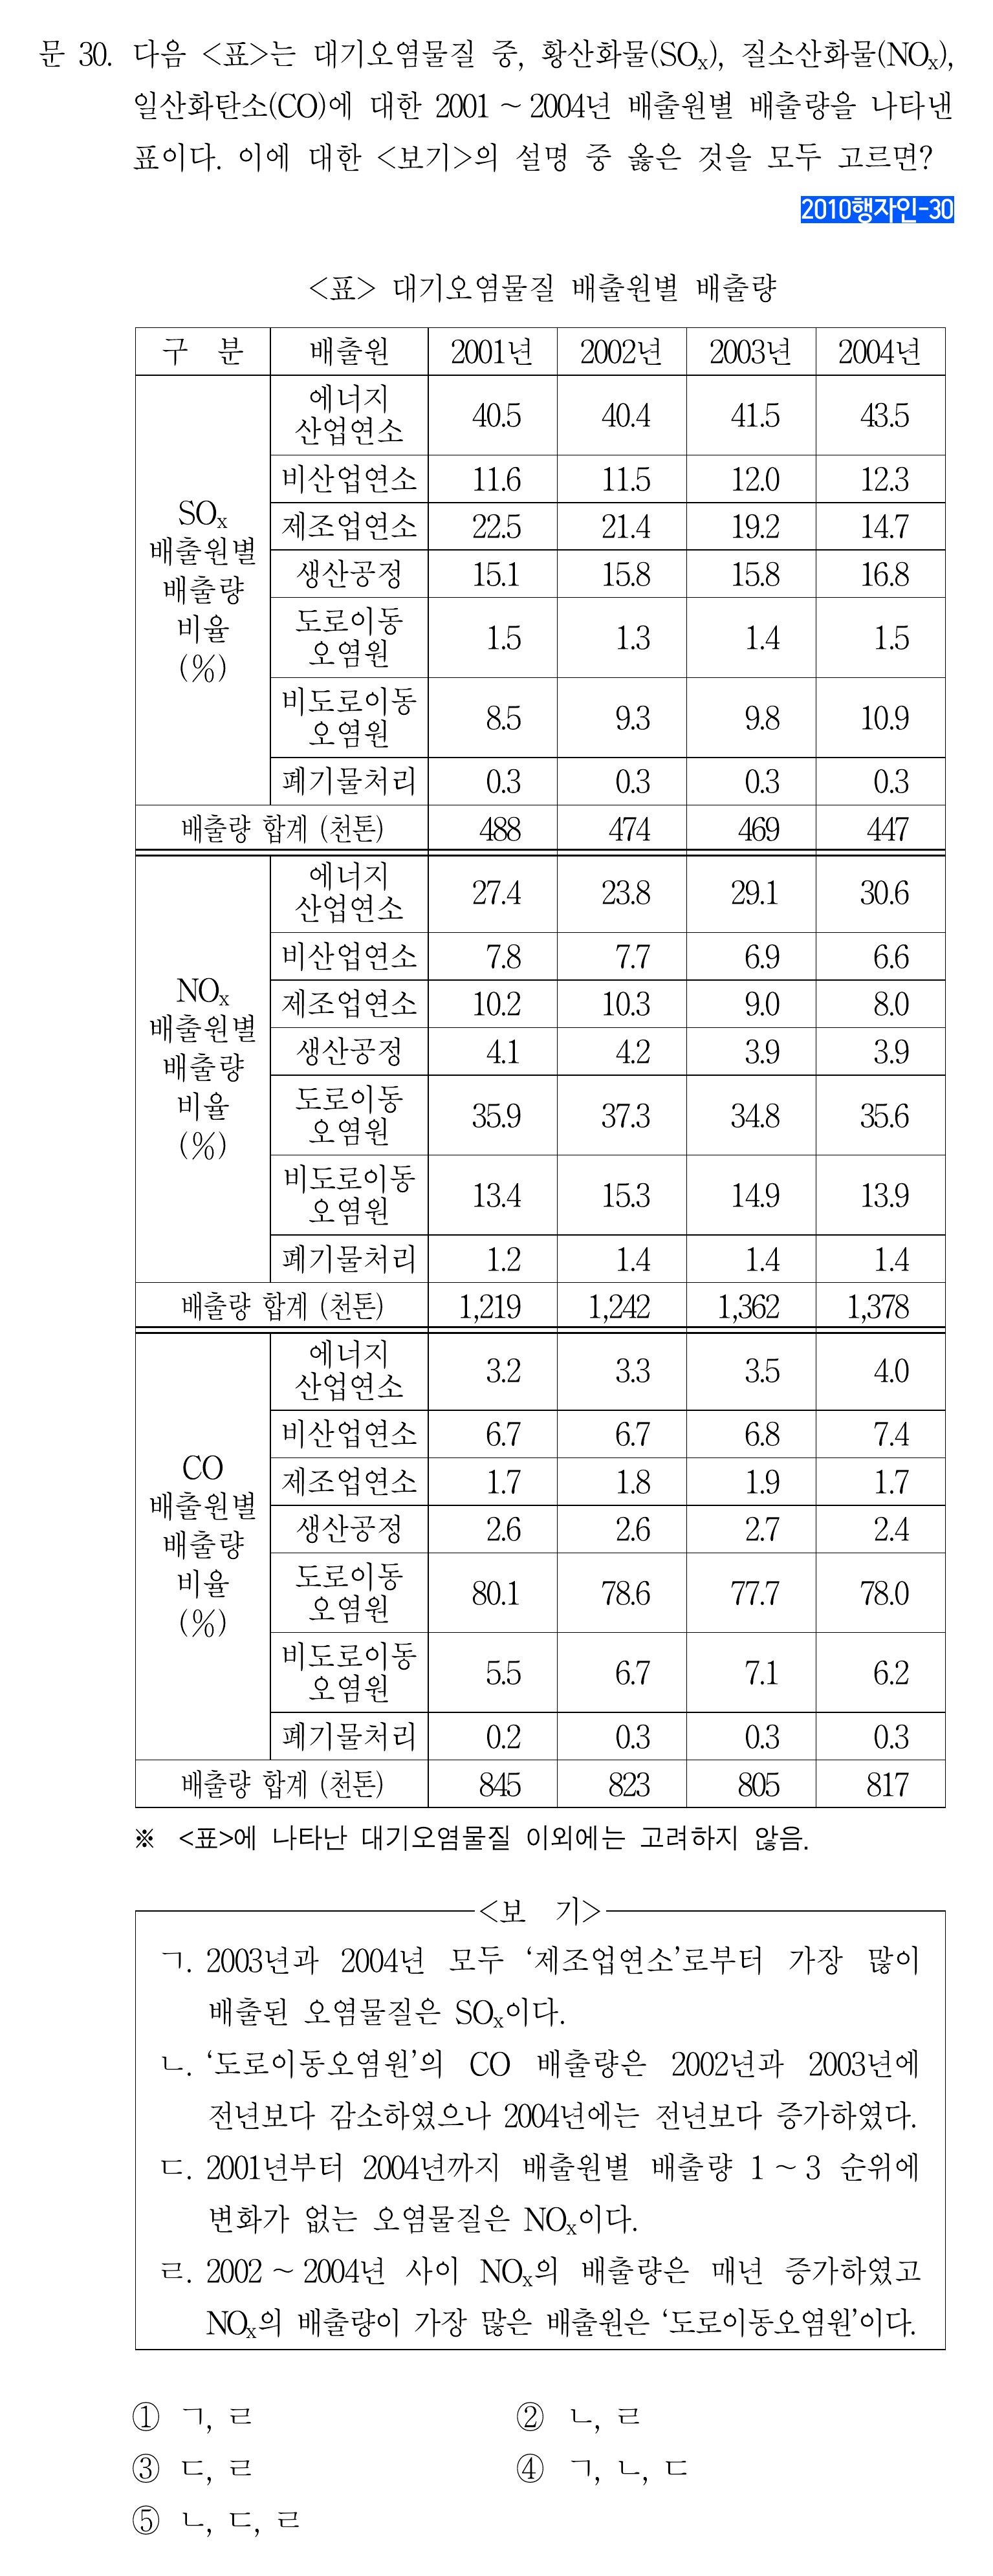 문 30. 다음 <표>는 대기오염물질 중, 황산화물(SOx), 질소산화물(NOx),
일산화탄소(CO)에 대한 2001 ~ 2004년 배출원별 배출량을 나타낸
표이다. 이에 대한 <보기>의 설명 중 옳은 것을 모두 고르면?
2010행자인-30
<표> 대기오염물질 배출원별 배출량
구 분 배출원 2001년 2002년 2003년 2004년
SOx
배출원별
배출량
비율
(%)
에너지
산업연소 40.5 40.4 41.5 43.5
비산업연소 11.6 11.5 12.0 12.3
제조업연소 22.5 21.4 19.2 14.7
생산공정 15.1 15.8 15.8 16.8
도로이동
오염원 1.5 1.3 1.4 1.5
비도로이동
오염원 8.5 9.3 9.8 10.9
폐기물처리 0.3 0.3 0.3 0.3
배출량 합계 (천톤) 488 474 469 447
NOx
배출원별
배출량
비율
(%)
에너지
산업연소 27.4 23.8 29.1 30.6
비산업연소 7.8 7.7 6.9 6.6
제조업연소 10.2 10.3 9.0 8.0
생산공정 4.1 4.2 3.9 3.9
도로이동
오염원 35.9 37.3 34.8 35.6
비도로이동
오염원 13.4 15.3 14.9 13.9
폐기물처리 1.2 1.4 1.4 1.4
배출량 합계 (천톤) 1,219 1,242 1,362 1,378
CO
배출원별
배출량
비율
(%)
에너지
산업연소 3.2 3.3 3.5 4.0
비산업연소 6.7 6.7 6.8 7.4
제조업연소 1.7 1.8 1.9 1.7
생산공정 2.6 2.6 2.7 2.4
도로이동
오염원 80.1 78.6 77.7 78.0
비도로이동
오염원 5.5 6.7 7.1 6.2
폐기물처리 0.2 0.3 0.3 0.3
배출량 합계 (천톤) 845 823 805 817
※ <표>에 나타난 대기오염물질 이외에는 고려하지 않음.
<보 기>
ㄱ. 2003년과 2004년 모두 ‘제조업연소’로부터 가장 많이
배출된 오염물질은 SOx이다.
ㄴ. ‘도로이동오염원’의 CO 배출량은 2002년과 2003년에
전년보다 감소하였으나 2004년에는 전년보다 증가하였다.
ㄷ. 2001년부터 2004년까지 배출원별 배출량 1 ~ 3 순위에
변화가 없는 오염물질은 NOx이다.
ㄹ. 2002 ~ 2004년 사이 NOx의 배출량은 매년 증가하였고
NOx의 배출량이 가장 많은 배출원은 ‘도로이동오염원’이다.
① ㄱ, ㄹ ② ㄴ, ㄹ
③ ㄷ, ㄹ ④ ㄱ, ㄴ, ㄷ
⑤ ㄴ, ㄷ, ㄹ